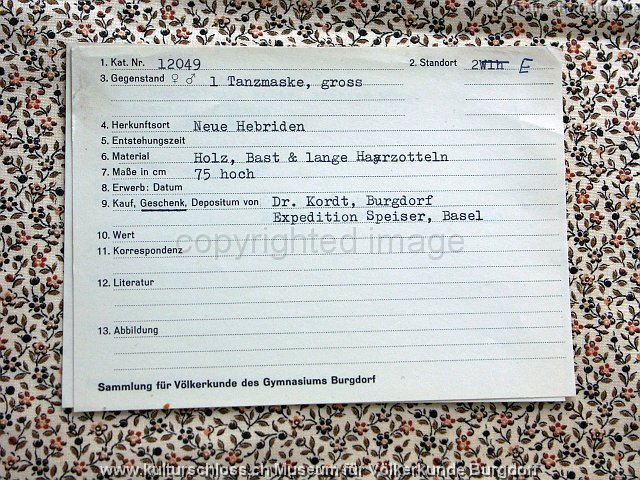 1. Kat. Nr. 12049 2. Standort 2W1h E
3. Gegenstand ♀ ♂ 1 Tanzmaske, gross
4. Herkunftsort Neue Hebriden
5. Entstehungszeit
6. Material Holz, Bast & lange Haarzotteln
7. Maße in cm 75 hoch
8. Erwerb: Datum
9. Kauf, Geschenk, Depositum von Dr. Kordt, Burgdorf
Expedition Speiser, Basel
10. Wert
copyrighted image
11. Korrespondenz
12. Literatur
13. Abbildung
Sammlung für Völkerkunde des Gymnasiums Burgdorf
www.kulturschloss.ch Museum für Völkerkunde Burgdorf